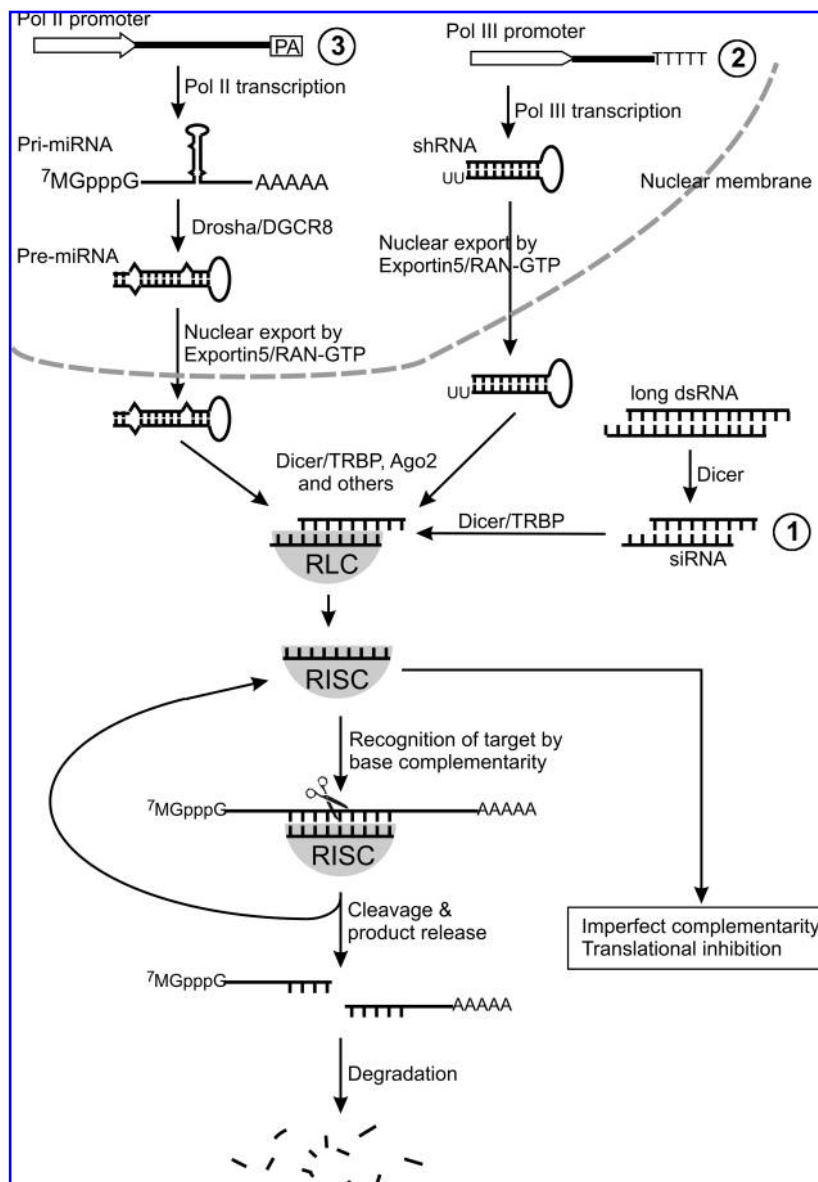 Pol II promoter
PA
3
Pol III promoter
TTTTT
2
Pol II transcription
Pol III transcription
Pri-miRNA
7MGpppG
AAAAA
shRNA
UU
Nuclear membrane
Drosha/DGCR8
Pre-miRNA
Nuclear export by
Exportin5/RAN-GTP
Nuclear export by
Exportin5/RAN-GTP
UU
long dsRNA
Dicer
Dicer/TRBP, Ago2
and others
Dicer/TRBP
siRNA
1
RLC
RISC
Recognition of target by
base complementarity
7MGpppG
AAAAA
RISC
Cleavage &
product release
Imperfect complementarity
Translational inhibition
7MGpppG
AAAAA
Degradation